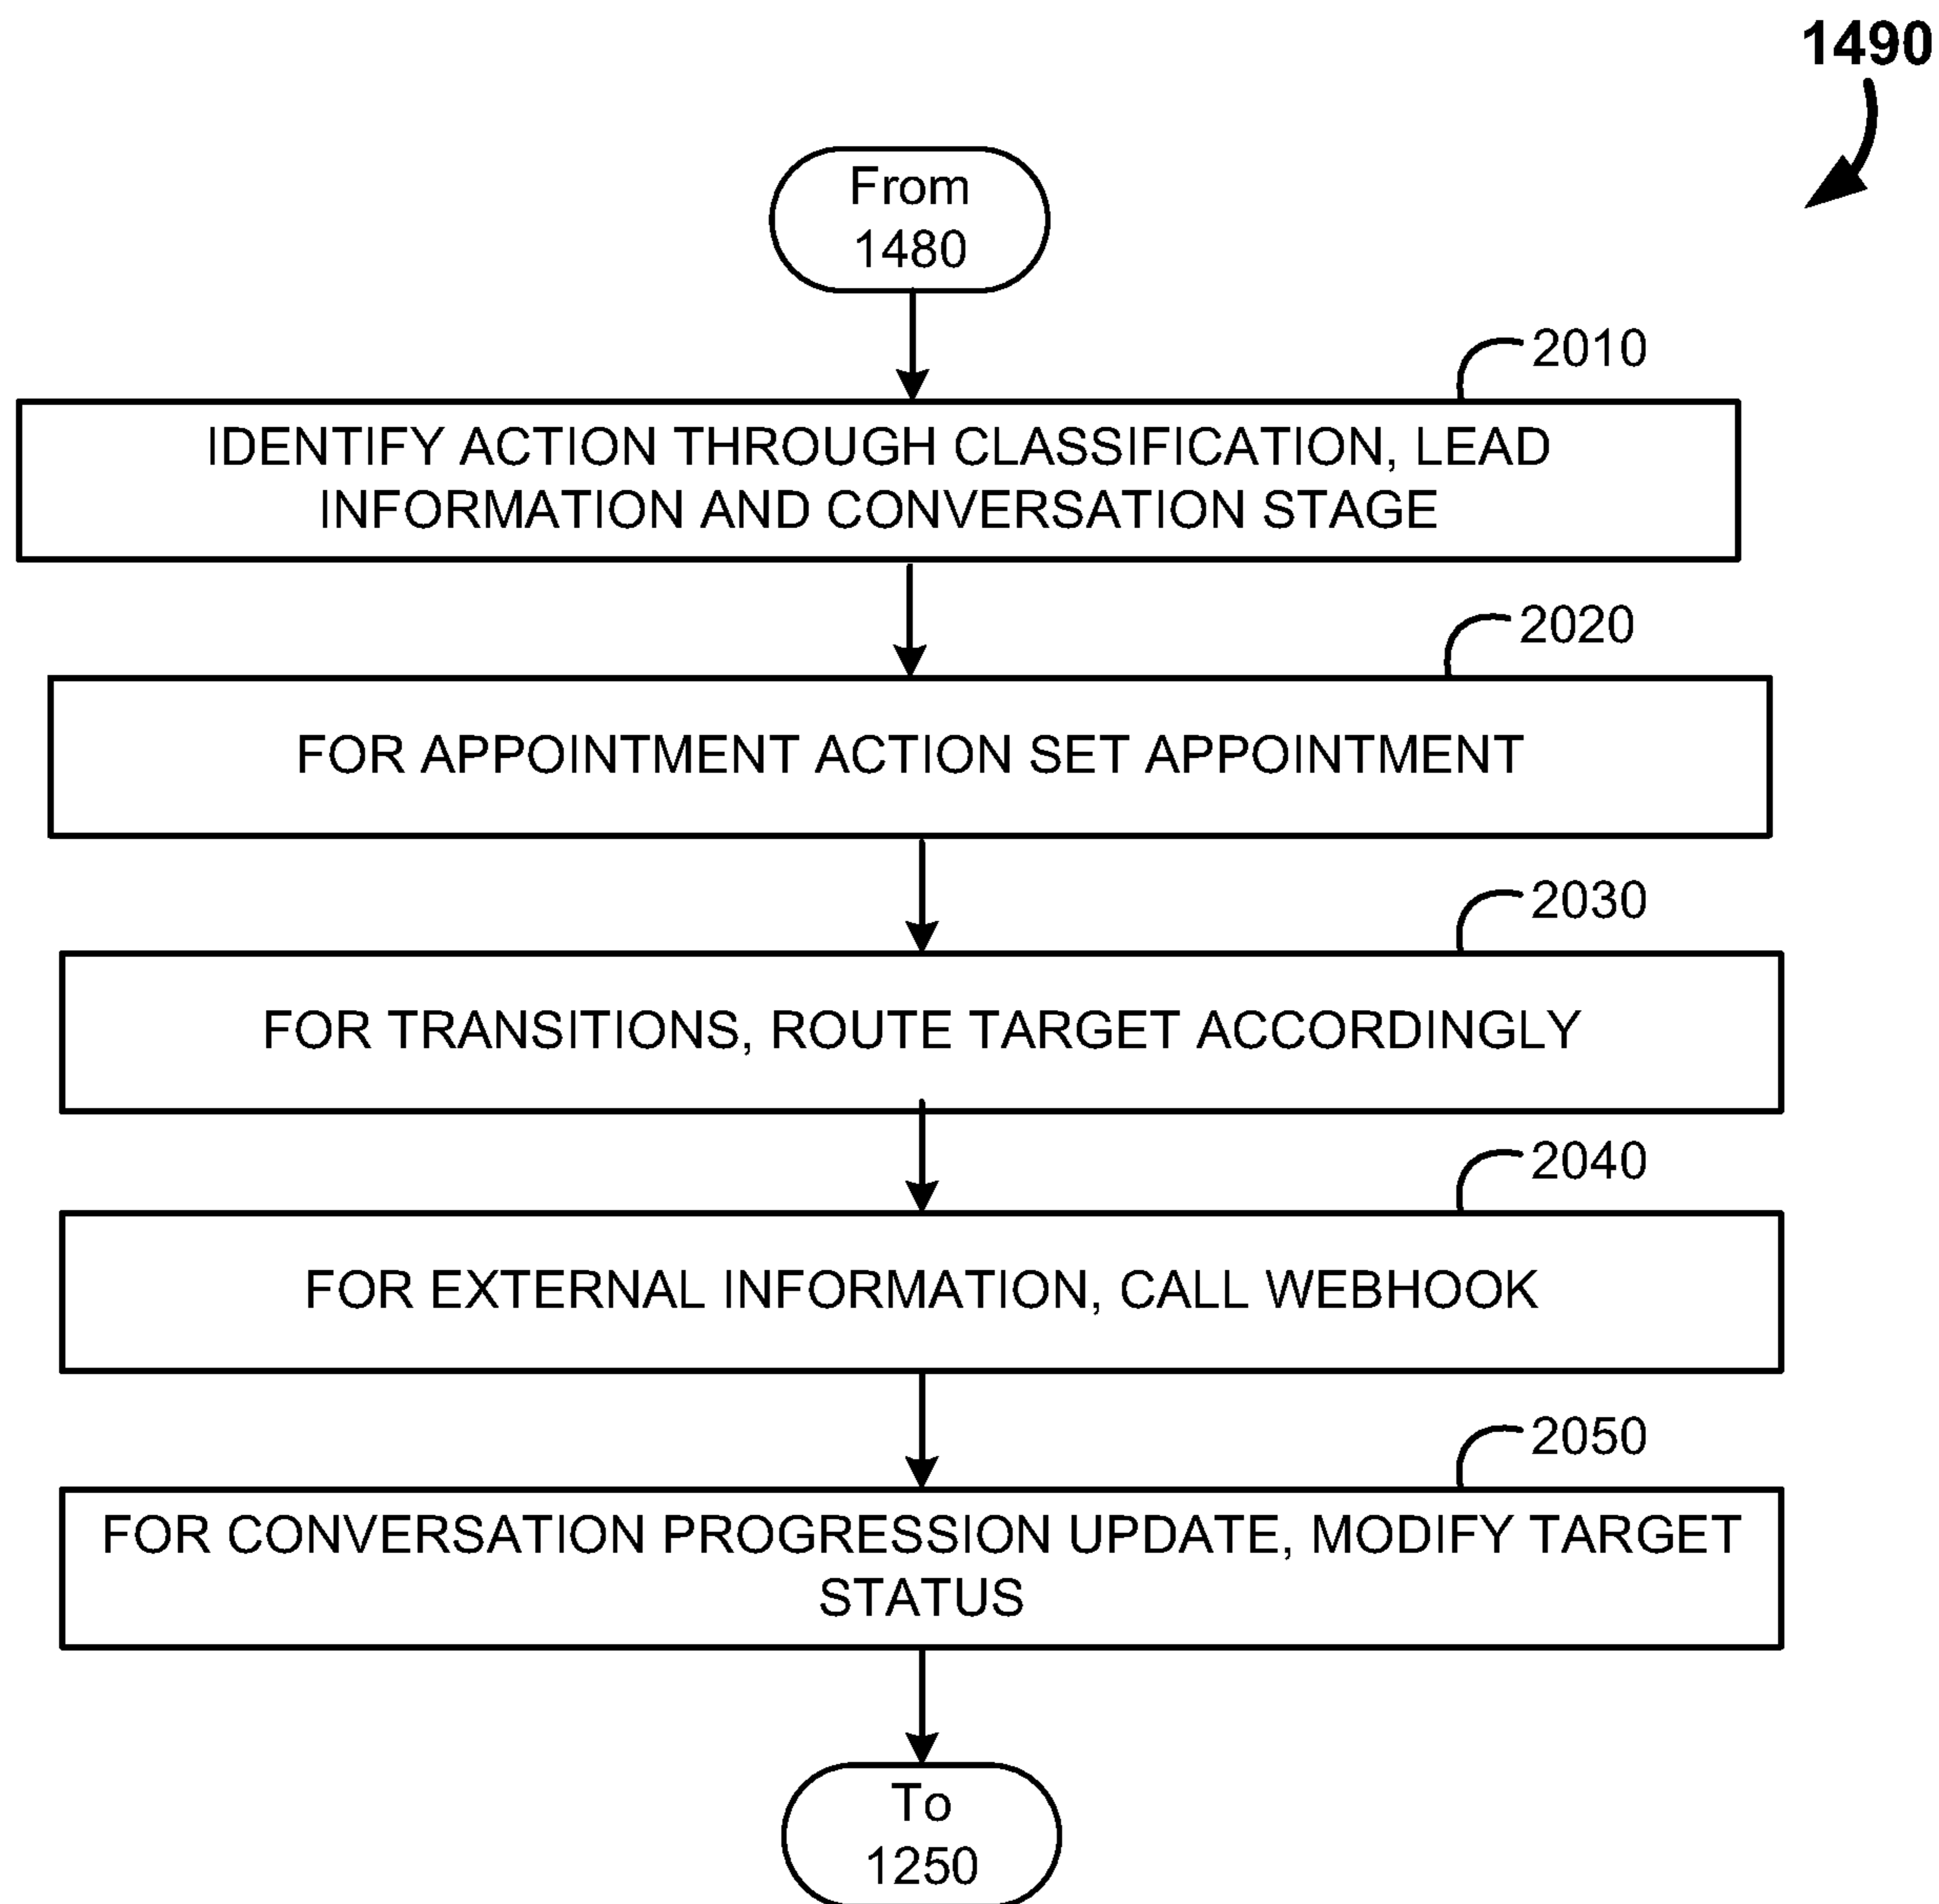 1490
From
1480
2010
IDENTIFY ACTION THROUGH CLASSIFICATION, LEAD
INFORMATION AND CONVERSATION STAGE
2020
FOR APPOINTMENT ACTION SET APPOINTMENT
2030
FOR TRANSITIONS, ROUTE TARGET ACCORDINGLY
2040
FOR EXTERNAL INFORMATION, CALL WEBHOOK
2050
FOR CONVERSATION PROGRESSION UPDATE, MODIFY TARGET
STATUS
To
1250